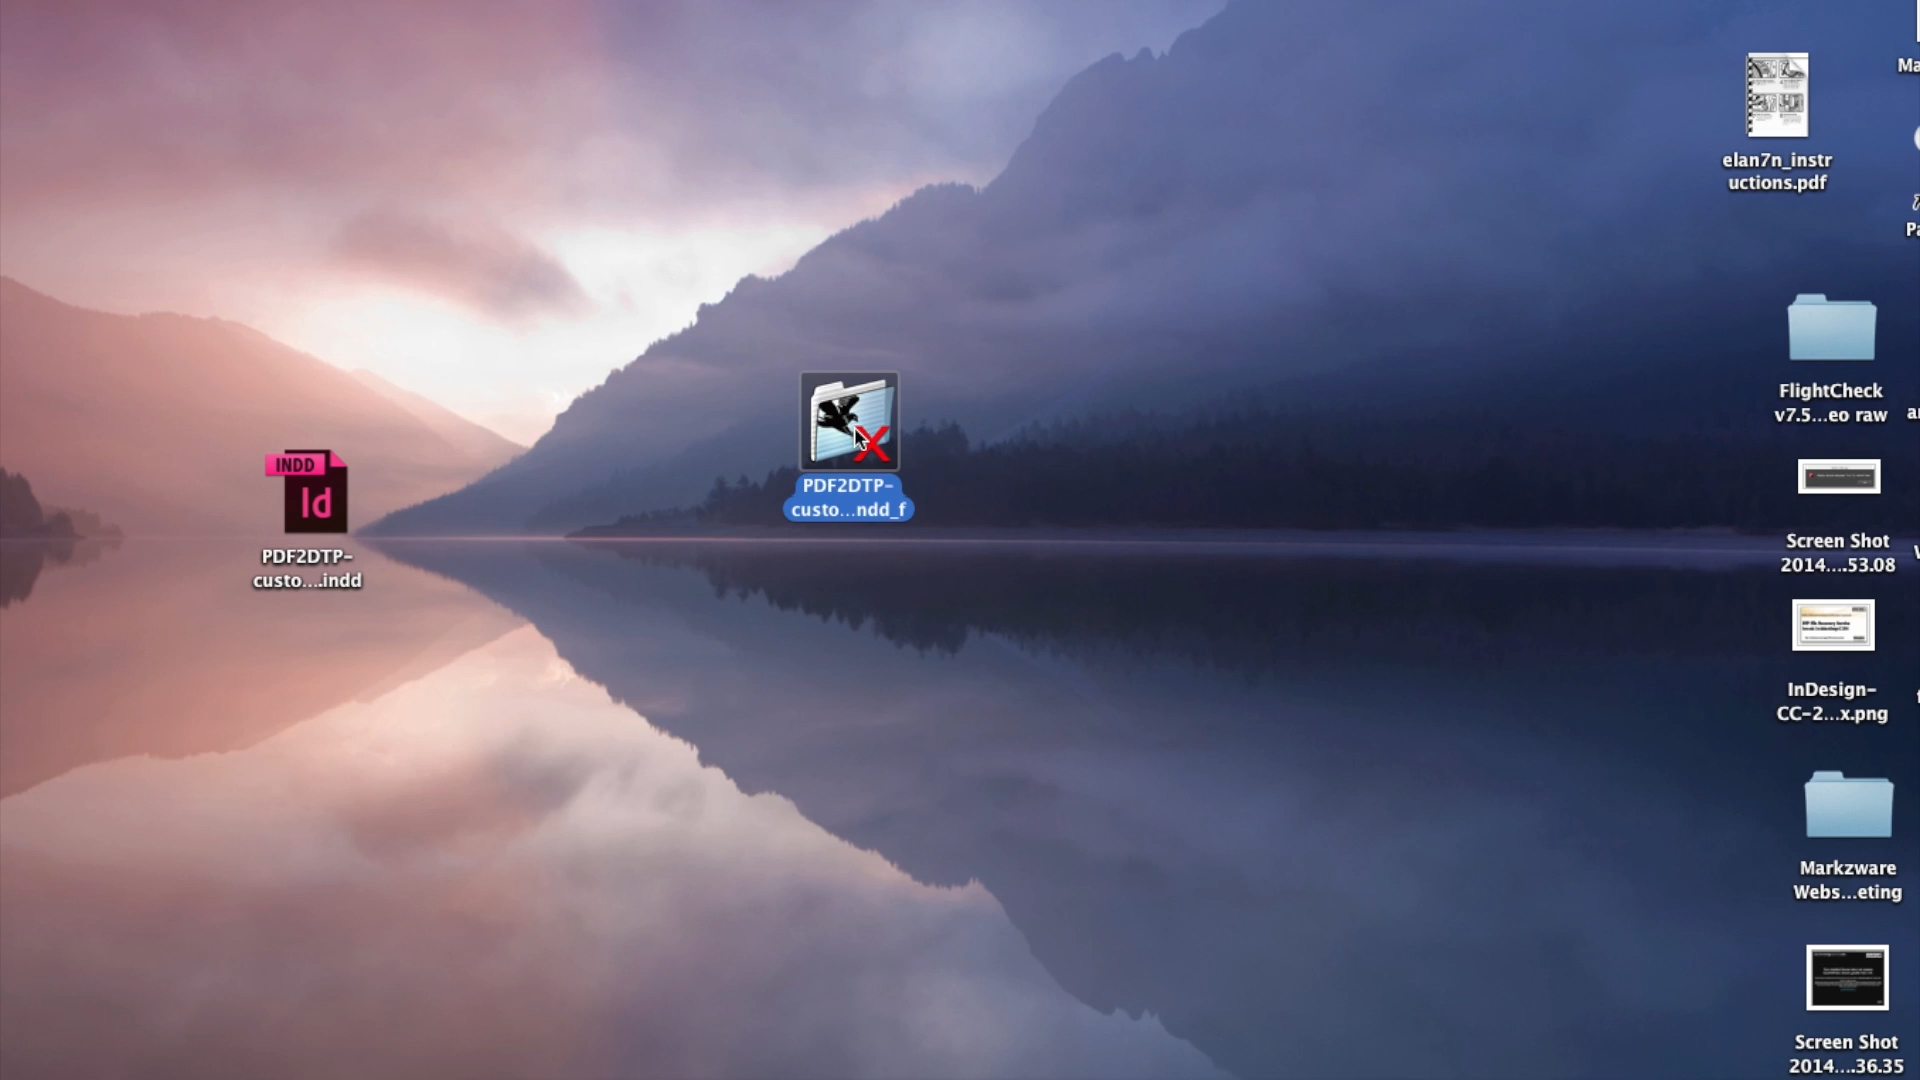 INDD
Id
PDF2DTP-
custo....indd
PDF2DTP-
custo...ndd_f
elan7n_instr
uctions.pdf
FlightCheck
v7.5...eo raw
Screen Shot
2014....53.08
InDesign-
CC-2...x.png
Markzware
Webs...eting
Screen Shot
2014....36.35